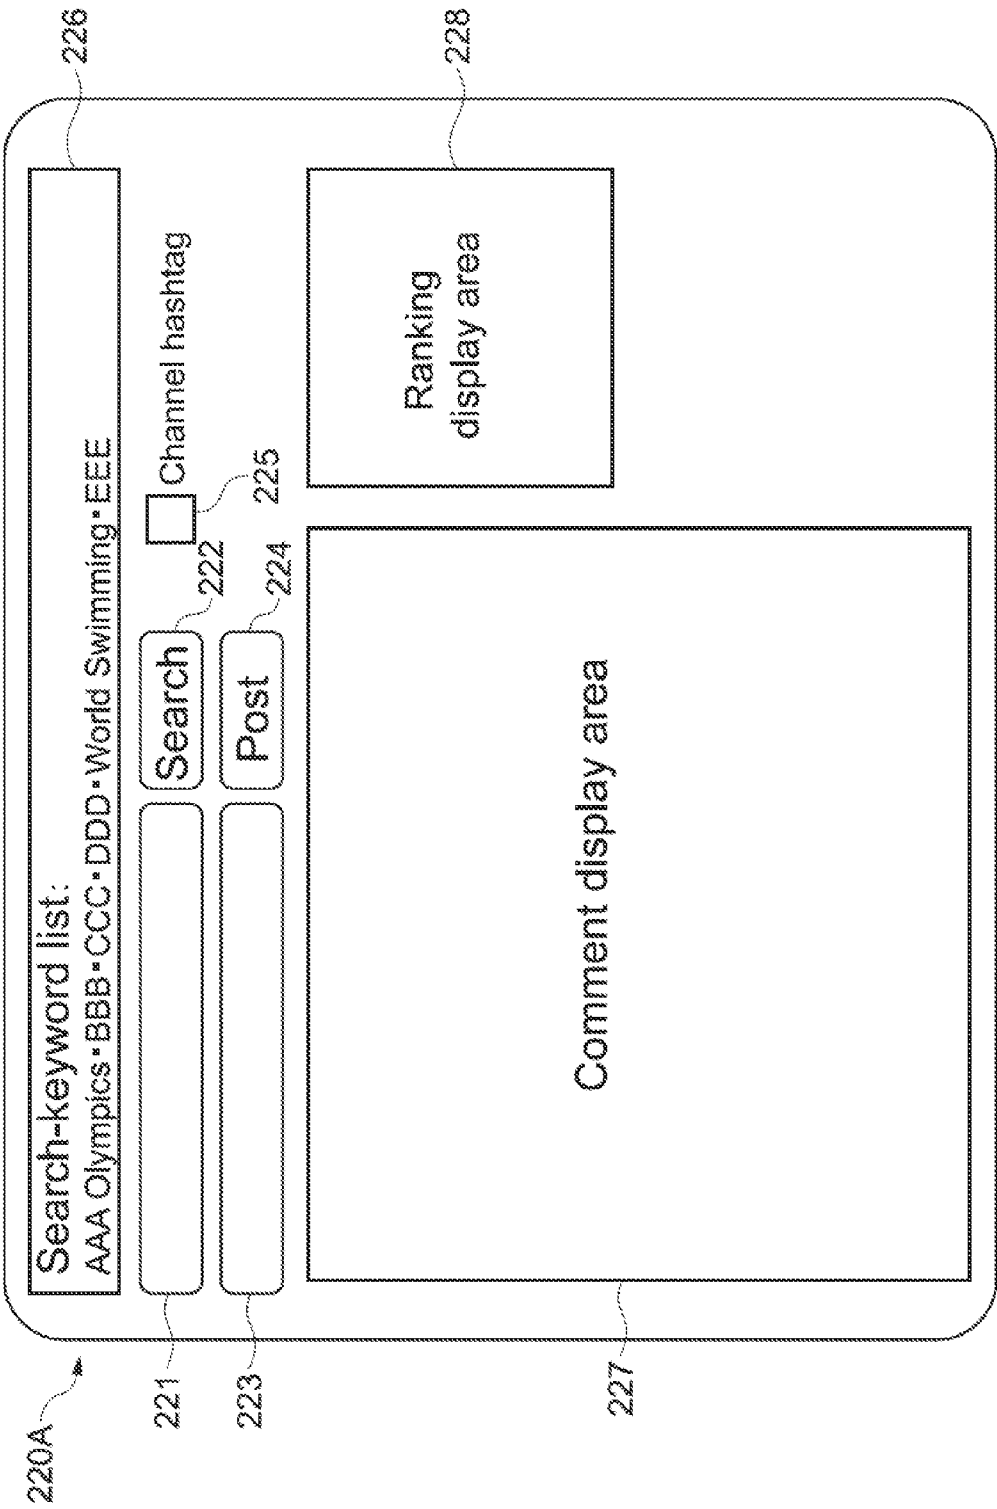 220A
226
Search-keyword list:
AAA Olympics・BBB・CCC・DDD・World Swimming・EEE
221
Search
222
Channel hashtag
225
223
Post
224
Comment display area
227
Ranking
display area
228